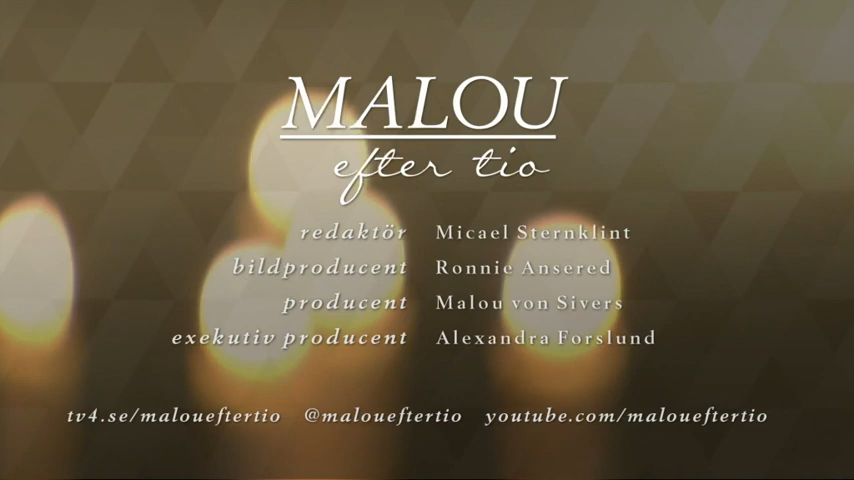 MALOU
efter tio
redaktör Micael Sternklint
bildproducent Ronnie Ansered
producent Malou von Sivers
exekutiv producent Alexandra Forslund
tv4.se/maloueftertio @maloueftertio youtube.com/maloueftertio